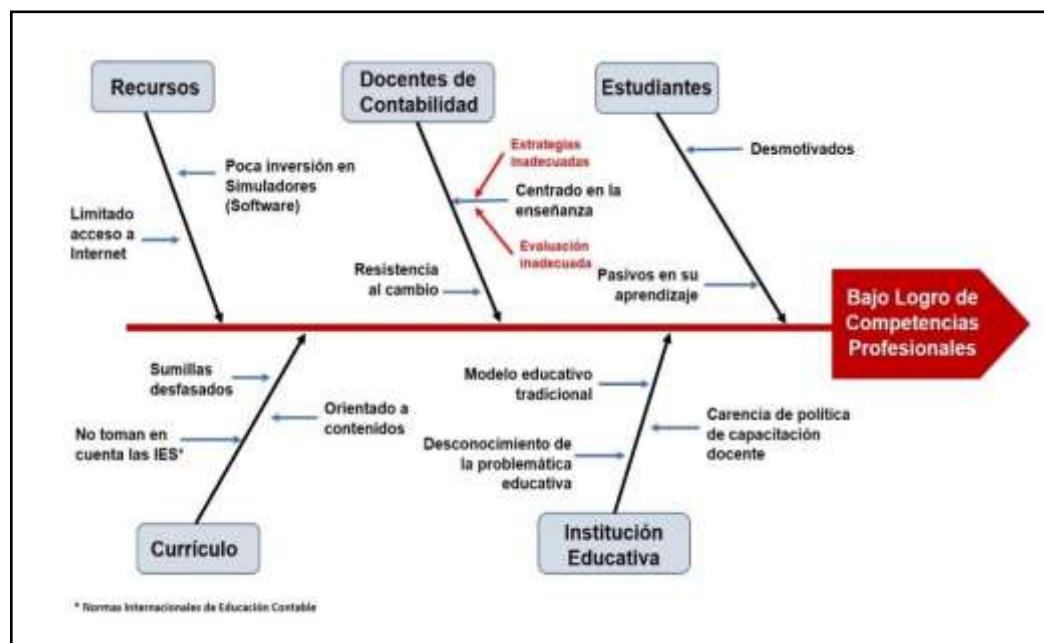 Recursos
Docentes de
Contabilidad
Estudiantes
Poca inversión en
Simuladores
(Software)
Limitado
acceso a
Internet
Estrategias
inadecuadas
Centrado en la
enseñanza
Evaluación
inadecuada
Resistencia
al cambio
Desmotivados
Pasivos en su
aprendizaje
Bajo Logro de
Competencias
Profesionales
Sumillas
desfasados
No toman en
cuenta las IES*
Orientado a
contenidos
Modelo educativo
tradicional
Desconocimiento de
la problemática
educativa
Carencia de política
de capacitación
docente
Currículo
Institución
Educativa
* Normas Internacionales de Educación Contable